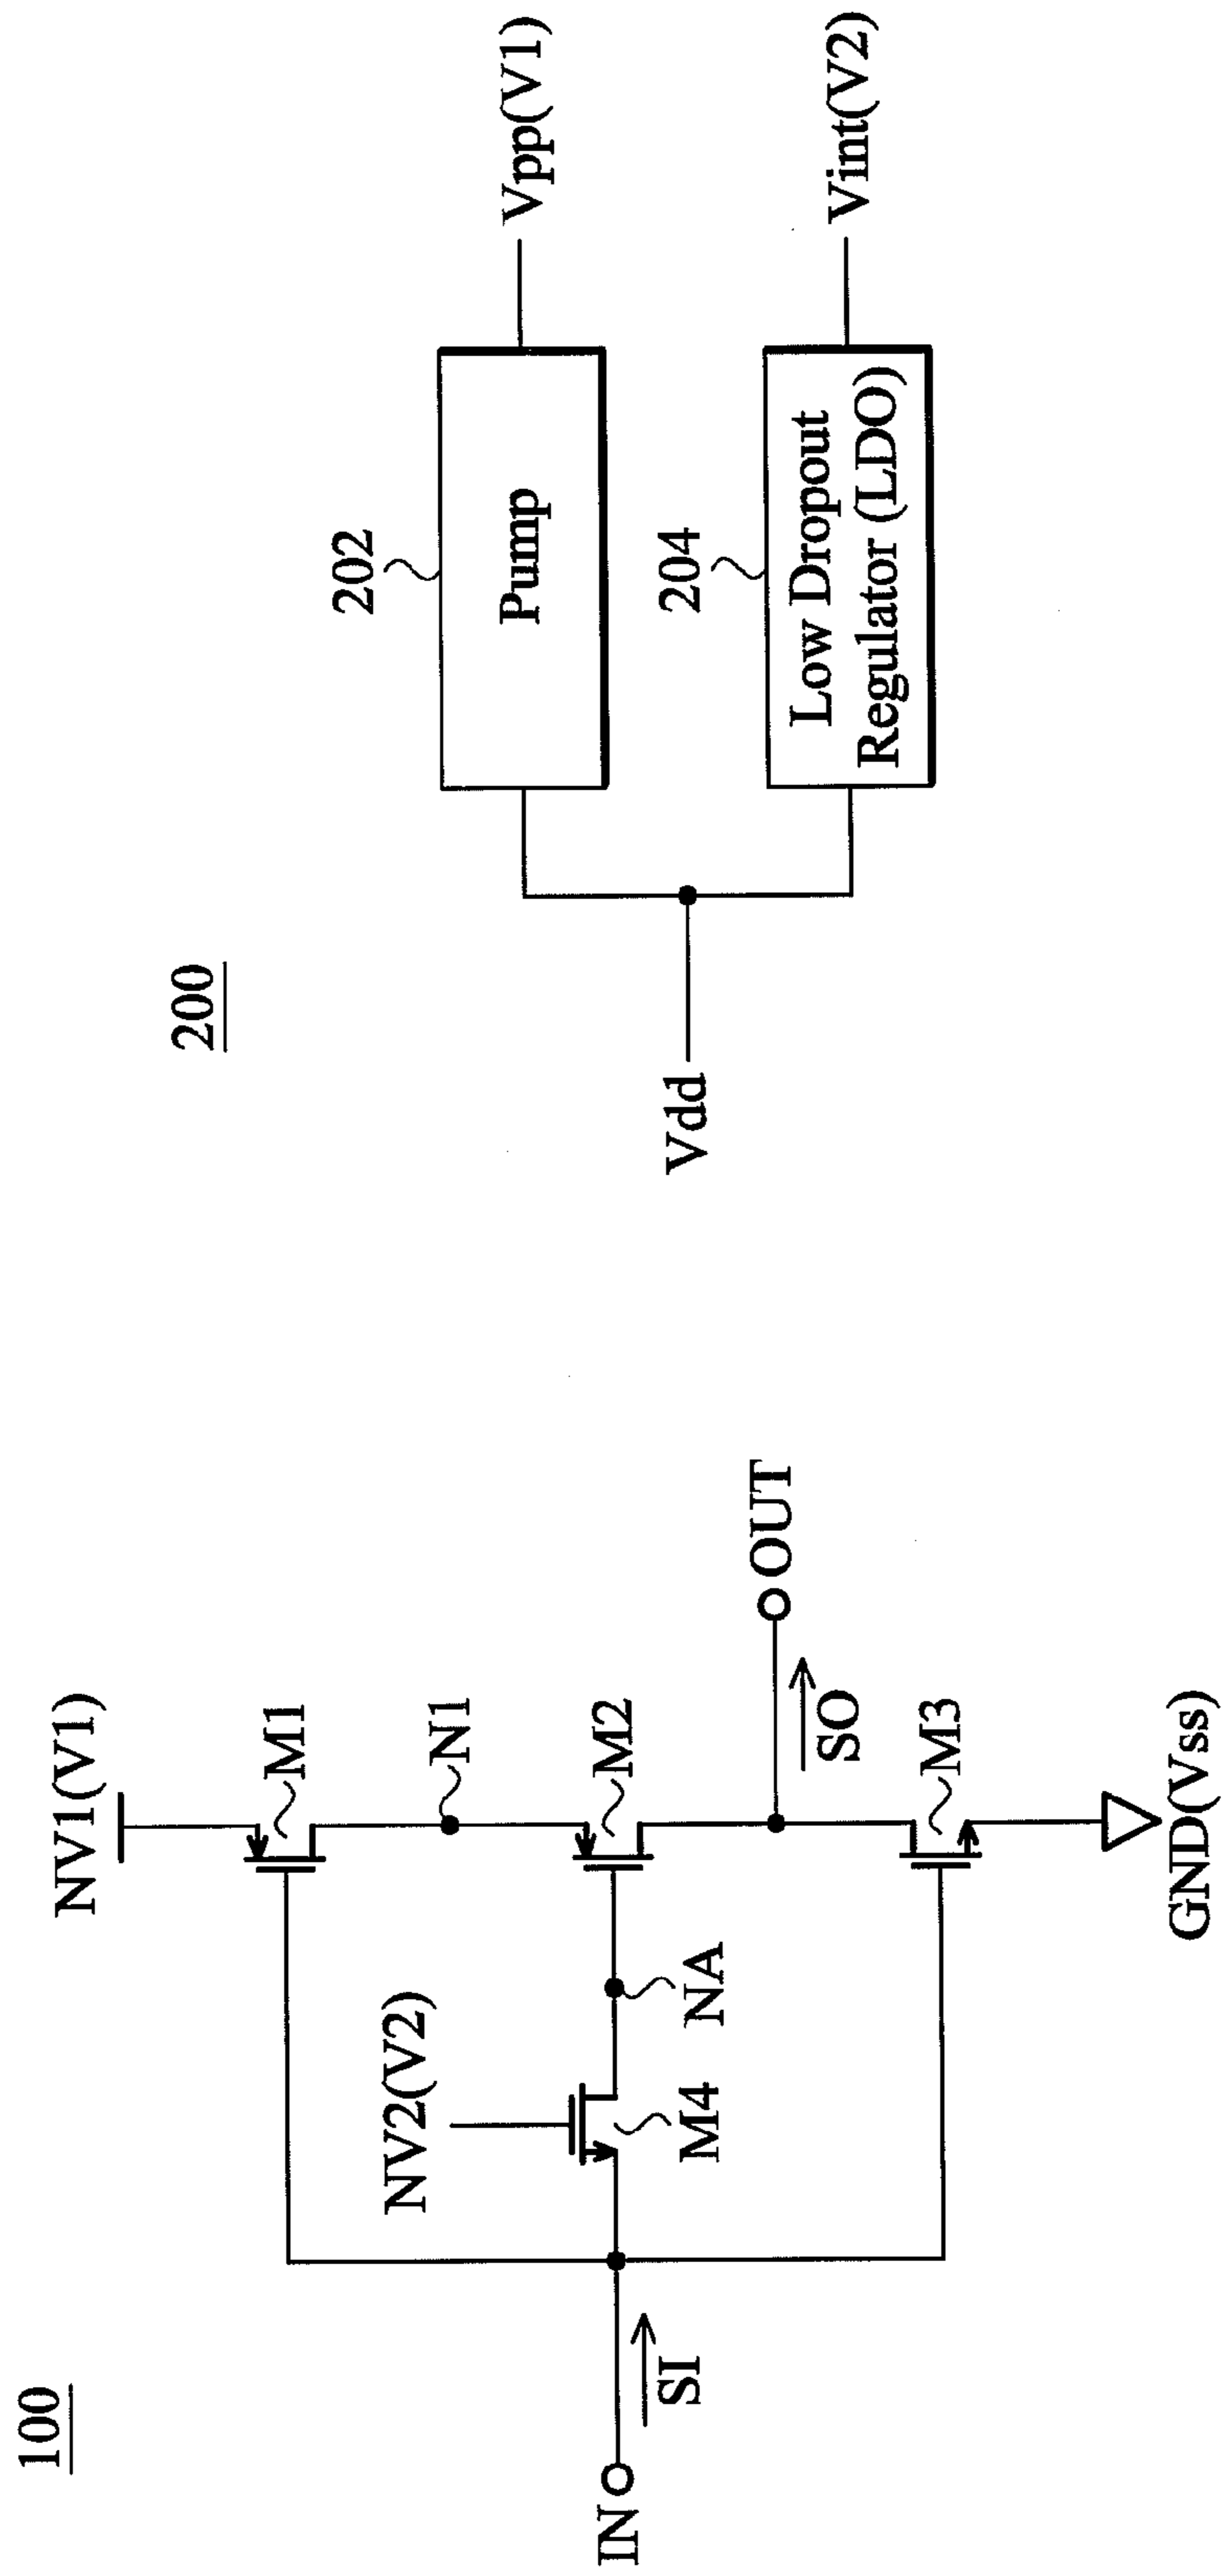 100
NV1(V1)
M1
N1
NV2(V2)
M2
NA
M4
IN
SI
OUT
SO
M3
GND(Vss)
200
202
Pump
Vpp(V1)
Vdd
204
Low Dropout
Regulator (LDO)
Vint(V2)